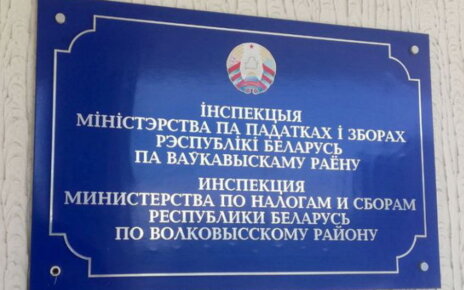 ІНСПЕКЦЫЯ
МІНІСТЭРСТВА ПА ПАДАТКАХ І ЗБОРАХ
РЭСПУБЛІКІ БЕЛАРУСЬ
ПА ВАЎКАВЫСКАМУ РАЁНУ
ИНСПЕКЦИЯ
МИНИСТЕРСТВА ПО НАЛОГАМ И СБОРАМ
РЕСПУБЛИКИ БЕЛАРУСЬ
ПО ВОЛКОВЫССКОМУ РАЙОНУ